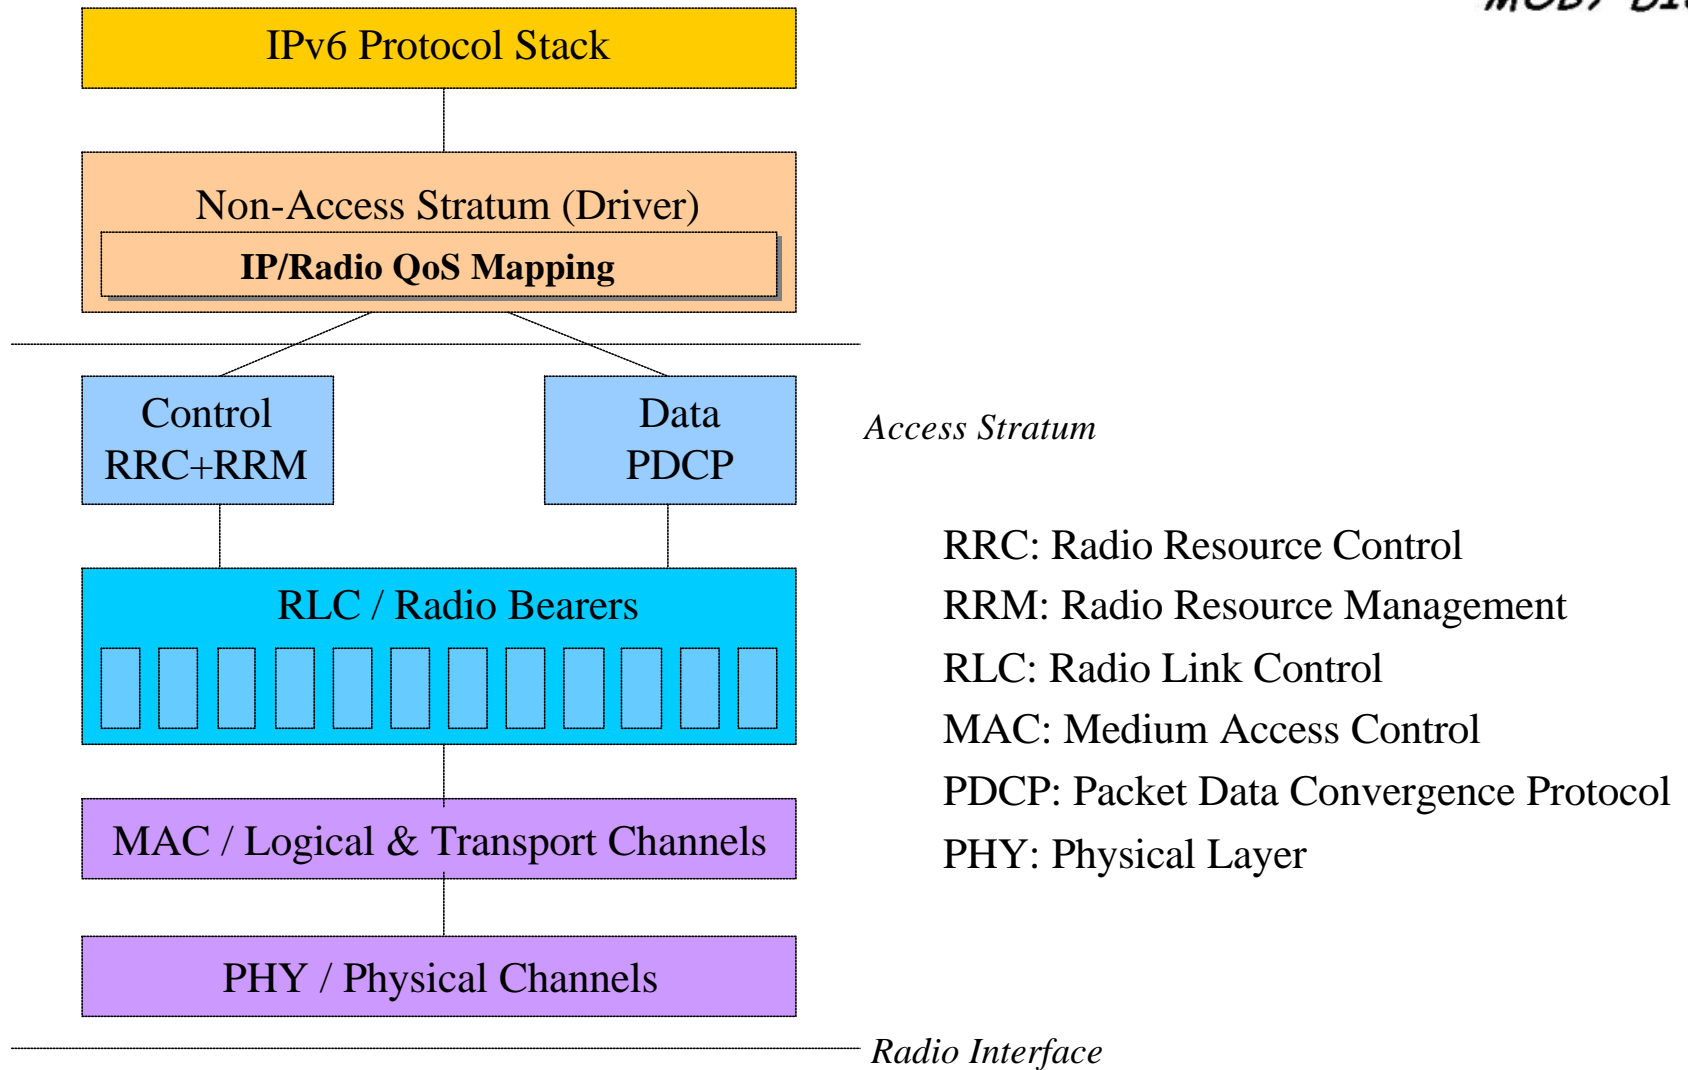 IPv6 Protocol Stack
Non-Access Stratum (Driver)
IP/Radio QoS Mapping
Control
RRC+RRM
Data
PDCP
Access Stratum
RLC / Radio Bearers
MAC / Logical & Transport Channels
PHY / Physical Channels
Radio Interface
RRC: Radio Resource Control
RRM: Radio Resource Management
RLC: Radio Link Control
MAC: Medium Access Control
PDCP: Packet Data Convergence Protocol
PHY: Physical Layer